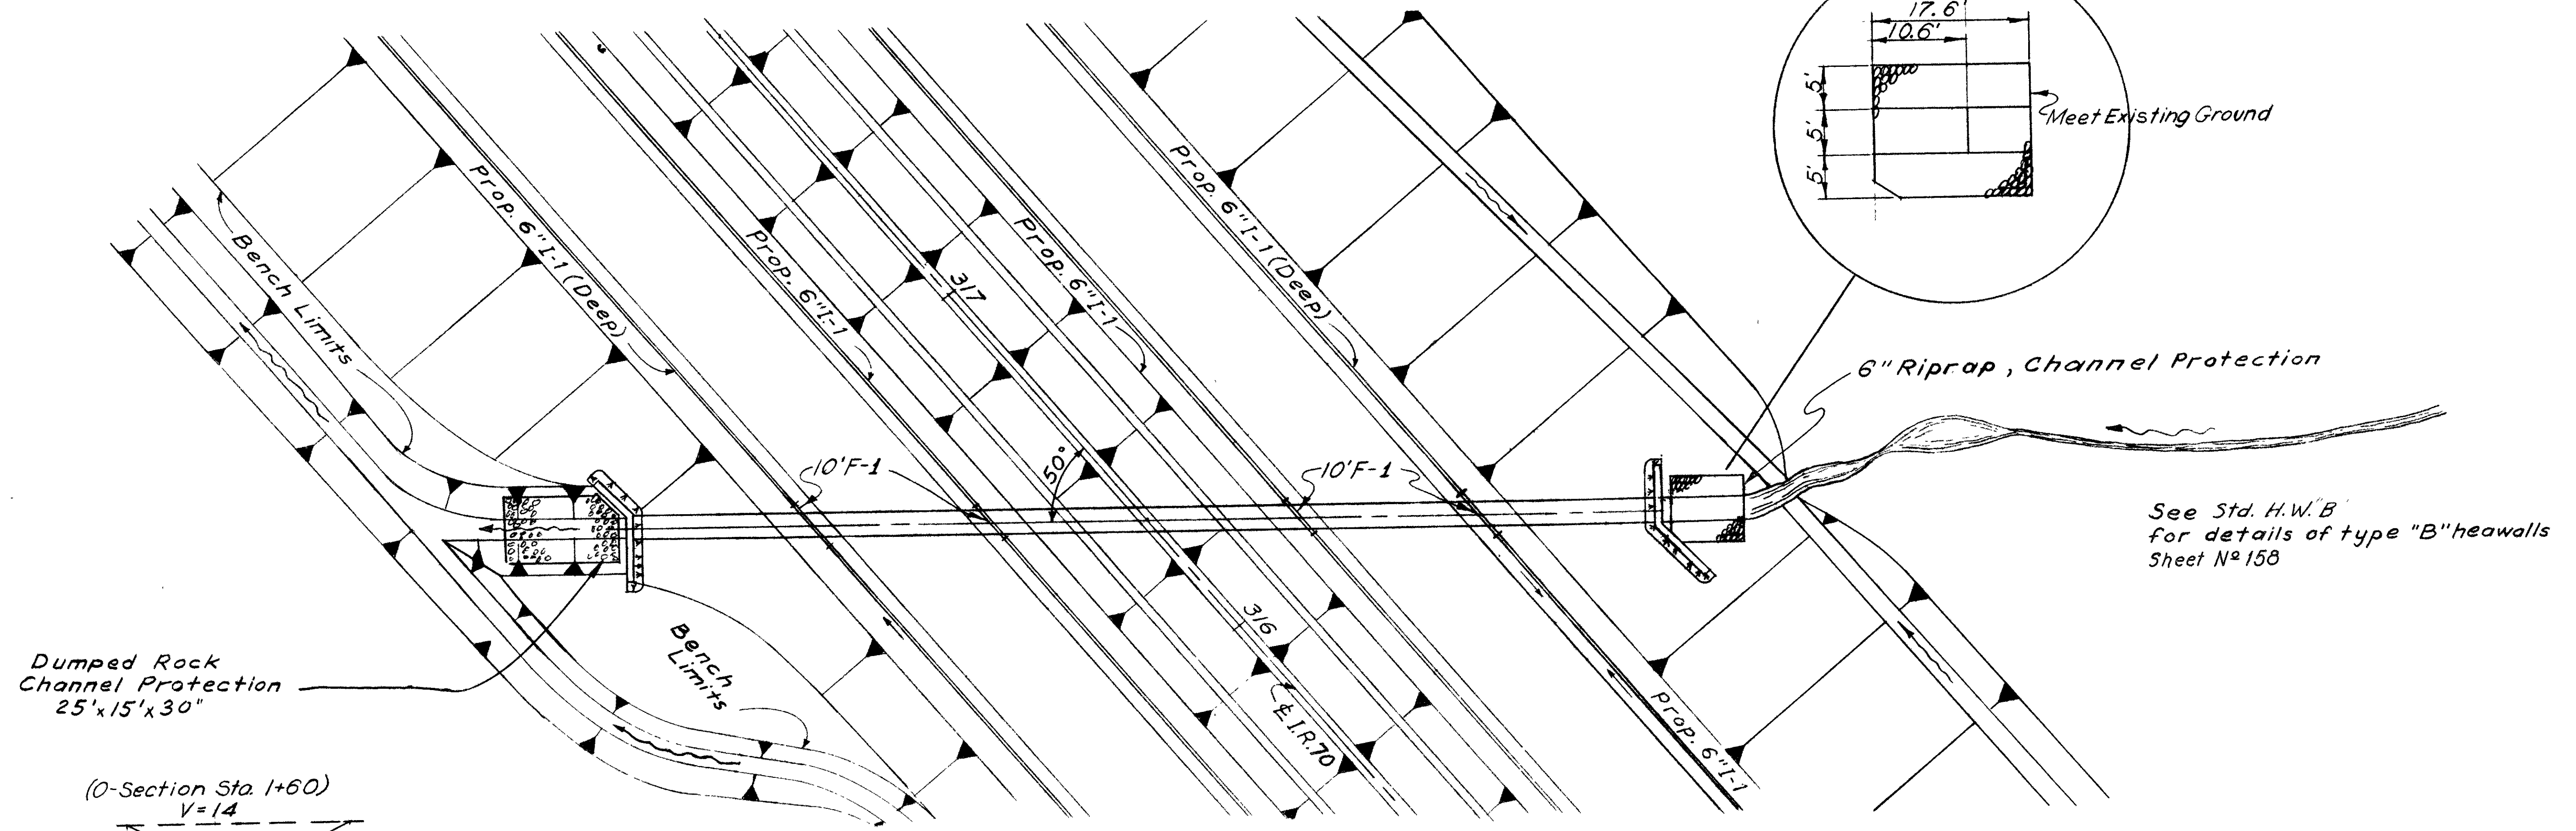 17.6'
10.6'
5'
5'
5'
Meet Existing Ground
Prop. 6" I-1 (Deep)
Prop. 6" I-1
Prop. 6" I-1
Prop. 6" I-1 (Deep)
Bench Limits
317
6" Riprap, Channel Protection
10' F-1
50°
10' F-1
See Std. H.W. "B"
for details of type "B" heawalls
Sheet Nº 158
316
Bench
Limits
Dumped Rock
Channel Protection
25' x 15' x 30"
℄ I.R. 70
Prop. 6" I-1
(0-Section Sta. 1+60)
V=14